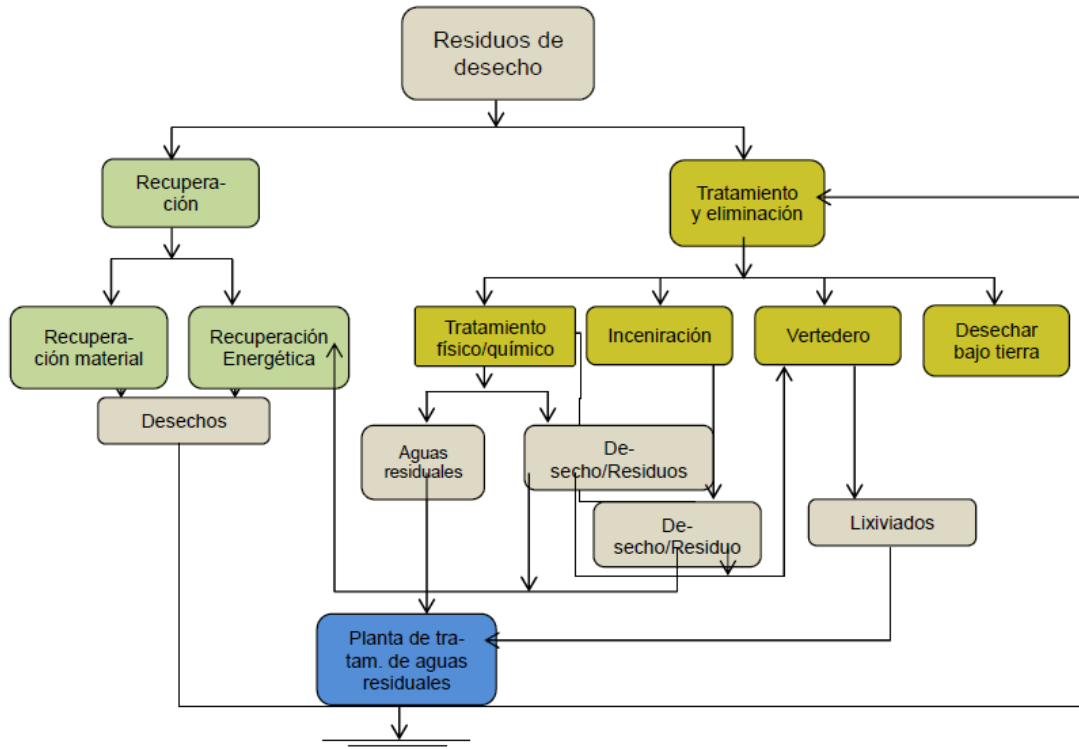 Residuos de
desecho
Recupera-
ción
Tratamiento
y eliminación
Recupera-
ción material
Recuperación
Energética
Tratamiento
físico/químico
Inceniración
Vertedero
Desechar
bajo tierra
Desechos
Aguas
residuales
De-
secho/Residuos
De-
secho/Residuo
Lixiviados
Planta de tra-
tam. de aguas
residuales